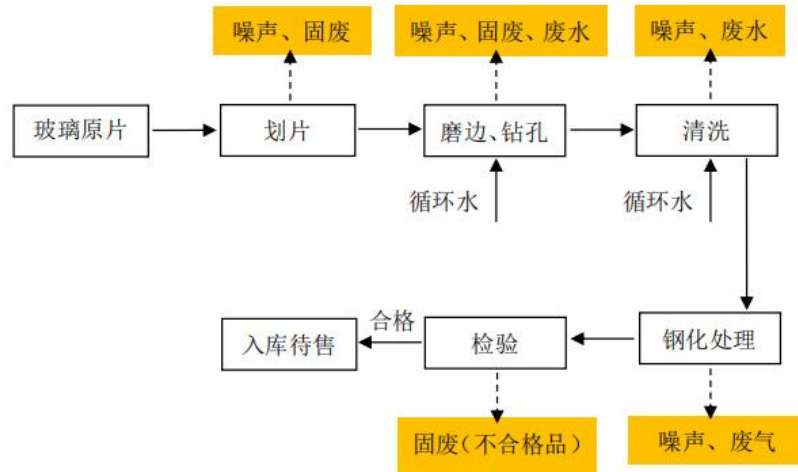 噪声、固废
噪声、固废、废水
噪声、废水
玻璃原片
划片
磨边、钻孔
清洗
循环水
循环水
合格
入库待售
检验
钢化处理
固废(不合格品)
噪声、废气